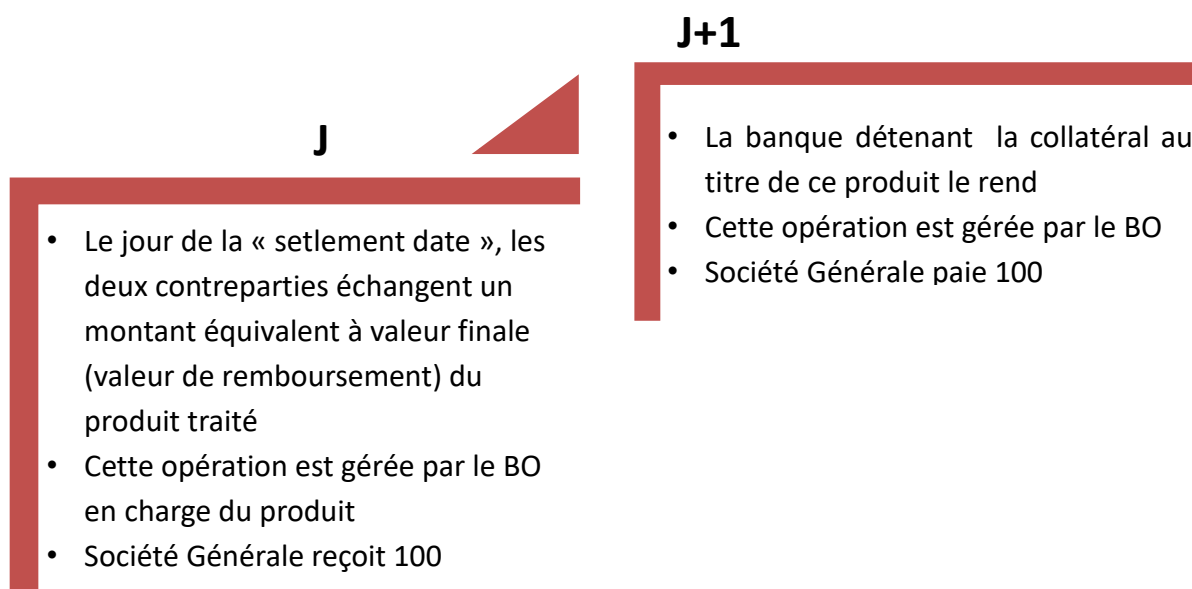 J
• Le jour de la « setlement date », les
deux contreparties échangent un
montant équivalent à valeur finale
(valeur de remboursement) du
produit traité
• Cette opération est gérée par le BO
en charge du produit
• Société Générale reçoit 100
J+1
• La banque détenant la collatéral au
titre de ce produit le rend
• Cette opération est gérée par le BO
• Société Générale paie 100